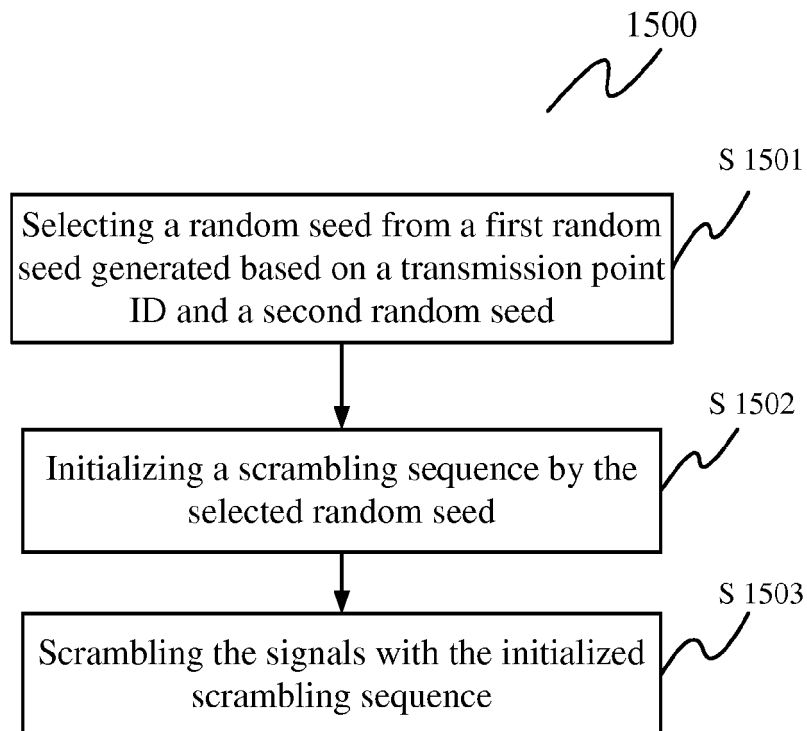 1500
S 1501
Selecting a random seed from a first random
seed generated based on a transmission point
ID and a second random seed
S 1502
Initializing a scrambling sequence by the
selected random seed
S 1503
Scrambling the signals with the initialized
scrambling sequence